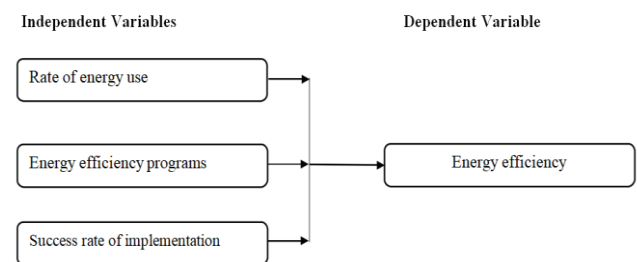 Independent Variables
Dependent Variable
Rate of energy use
Energy efficiency programs
Energy efficiency
Success rate of implementation